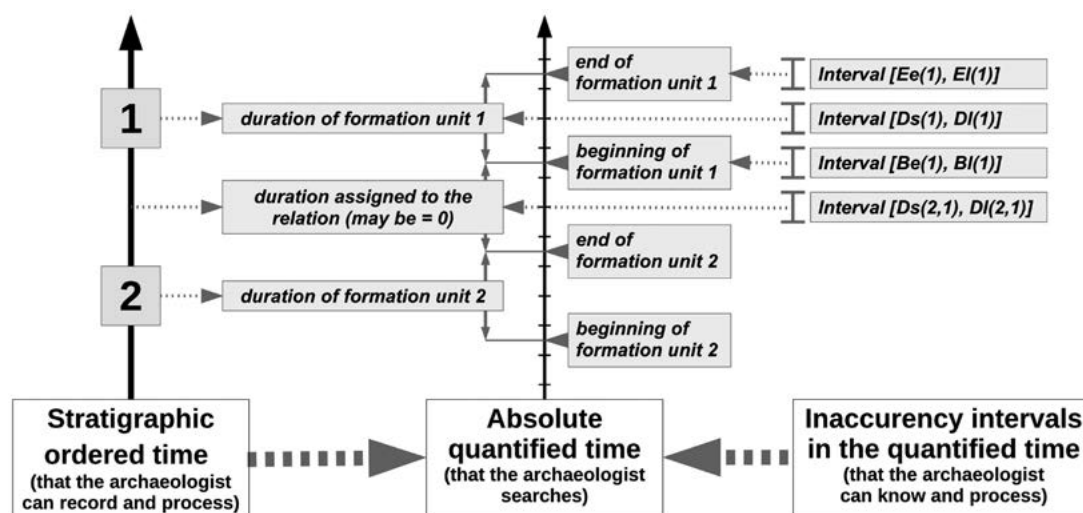 end of
formation unit 1
Interval [Ee(1), El(1)]
1
duration of formation unit 1
Interval [Ds(1), Dl(1)]
beginning of
formation unit 1
Interval [Be(1), Bl(1)]
duration assigned to the
relation (may be = 0)
Interval [Ds(2,1), Dl(2,1)]
end of
formation unit 2
2
duration of formation unit 2
beginning of
formation unit 2
Stratigraphic
ordered time
(that the archaeologist
can record and process)
Absolute
quantified time
(that the archaeologist
searches)
Inaccurency intervals
in the quantified time
(that the archaeologist
can know and process)